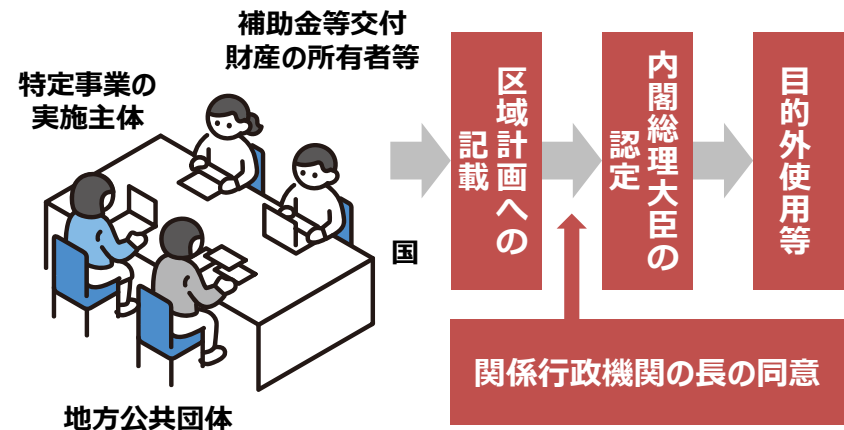 補助金等交付
財産の所有者等
特定事業の
実施主体
国
地方公共団体
区域計画への
記載
内閣総理大臣の
認定
目的外使用等
関係行政機関の長の同意